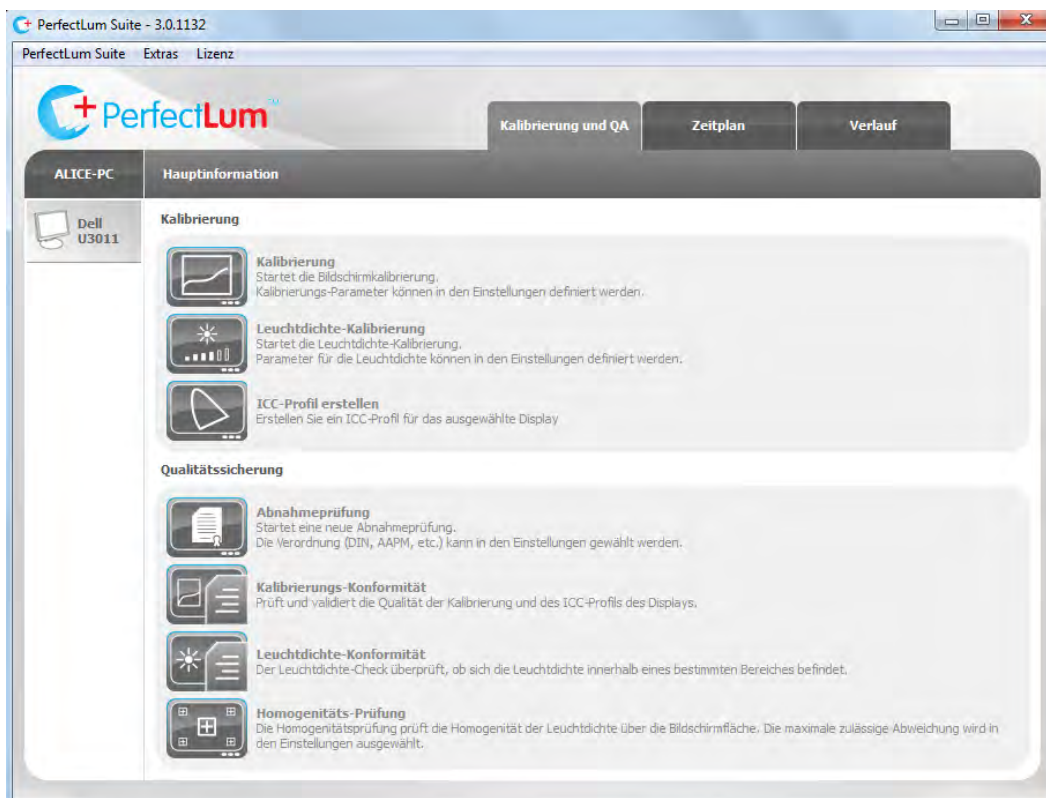 PerfectLum Suite - 3.0.1132
PerfectLum Suite Extras Lizenz
PerfectLum™
Kalibrierung und QA Zeitplan Verlauf
ALICE-PC Hauptinformation
Dell
U3011
Kalibrierung
Kalibrierung
Startet die Bildschirmkalibrierung.
Kalibrierungs-Parameter können in den Einstellungen definiert werden.
Leuchtdichte-Kalibrierung
Startet die Leuchtdichte-Kalibrierung.
Parameter für die Leuchtdichte können in den Einstellungen definiert werden.
ICC-Profil erstellen
Erstellen Sie ein ICC-Profil für das ausgewählte Display
Qualitätssicherung
Abnahmeprüfung
Startet eine neue Abnahmeprüfung.
Die Verordnung (DIN, AAPM, etc.) kann in den Einstellungen gewählt werden.
Kalibrierungs-Konformität
Prüft und validiert die Qualität der Kalibrierung und des ICC-Profils des Displays.
Leuchtdichte-Konformität
Der Leuchtdichte-Check überprüft, ob sich die Leuchtdichte innerhalb eines bestimmten Bereiches befindet.
Homogenitäts-Prüfung
Die Homogenitätsprüfung prüft die Homogenität der Leuchtdichte über die Bildschirmfläche. Die maximale zulässige Abweichung wird in
den Einstellungen ausgewählt.